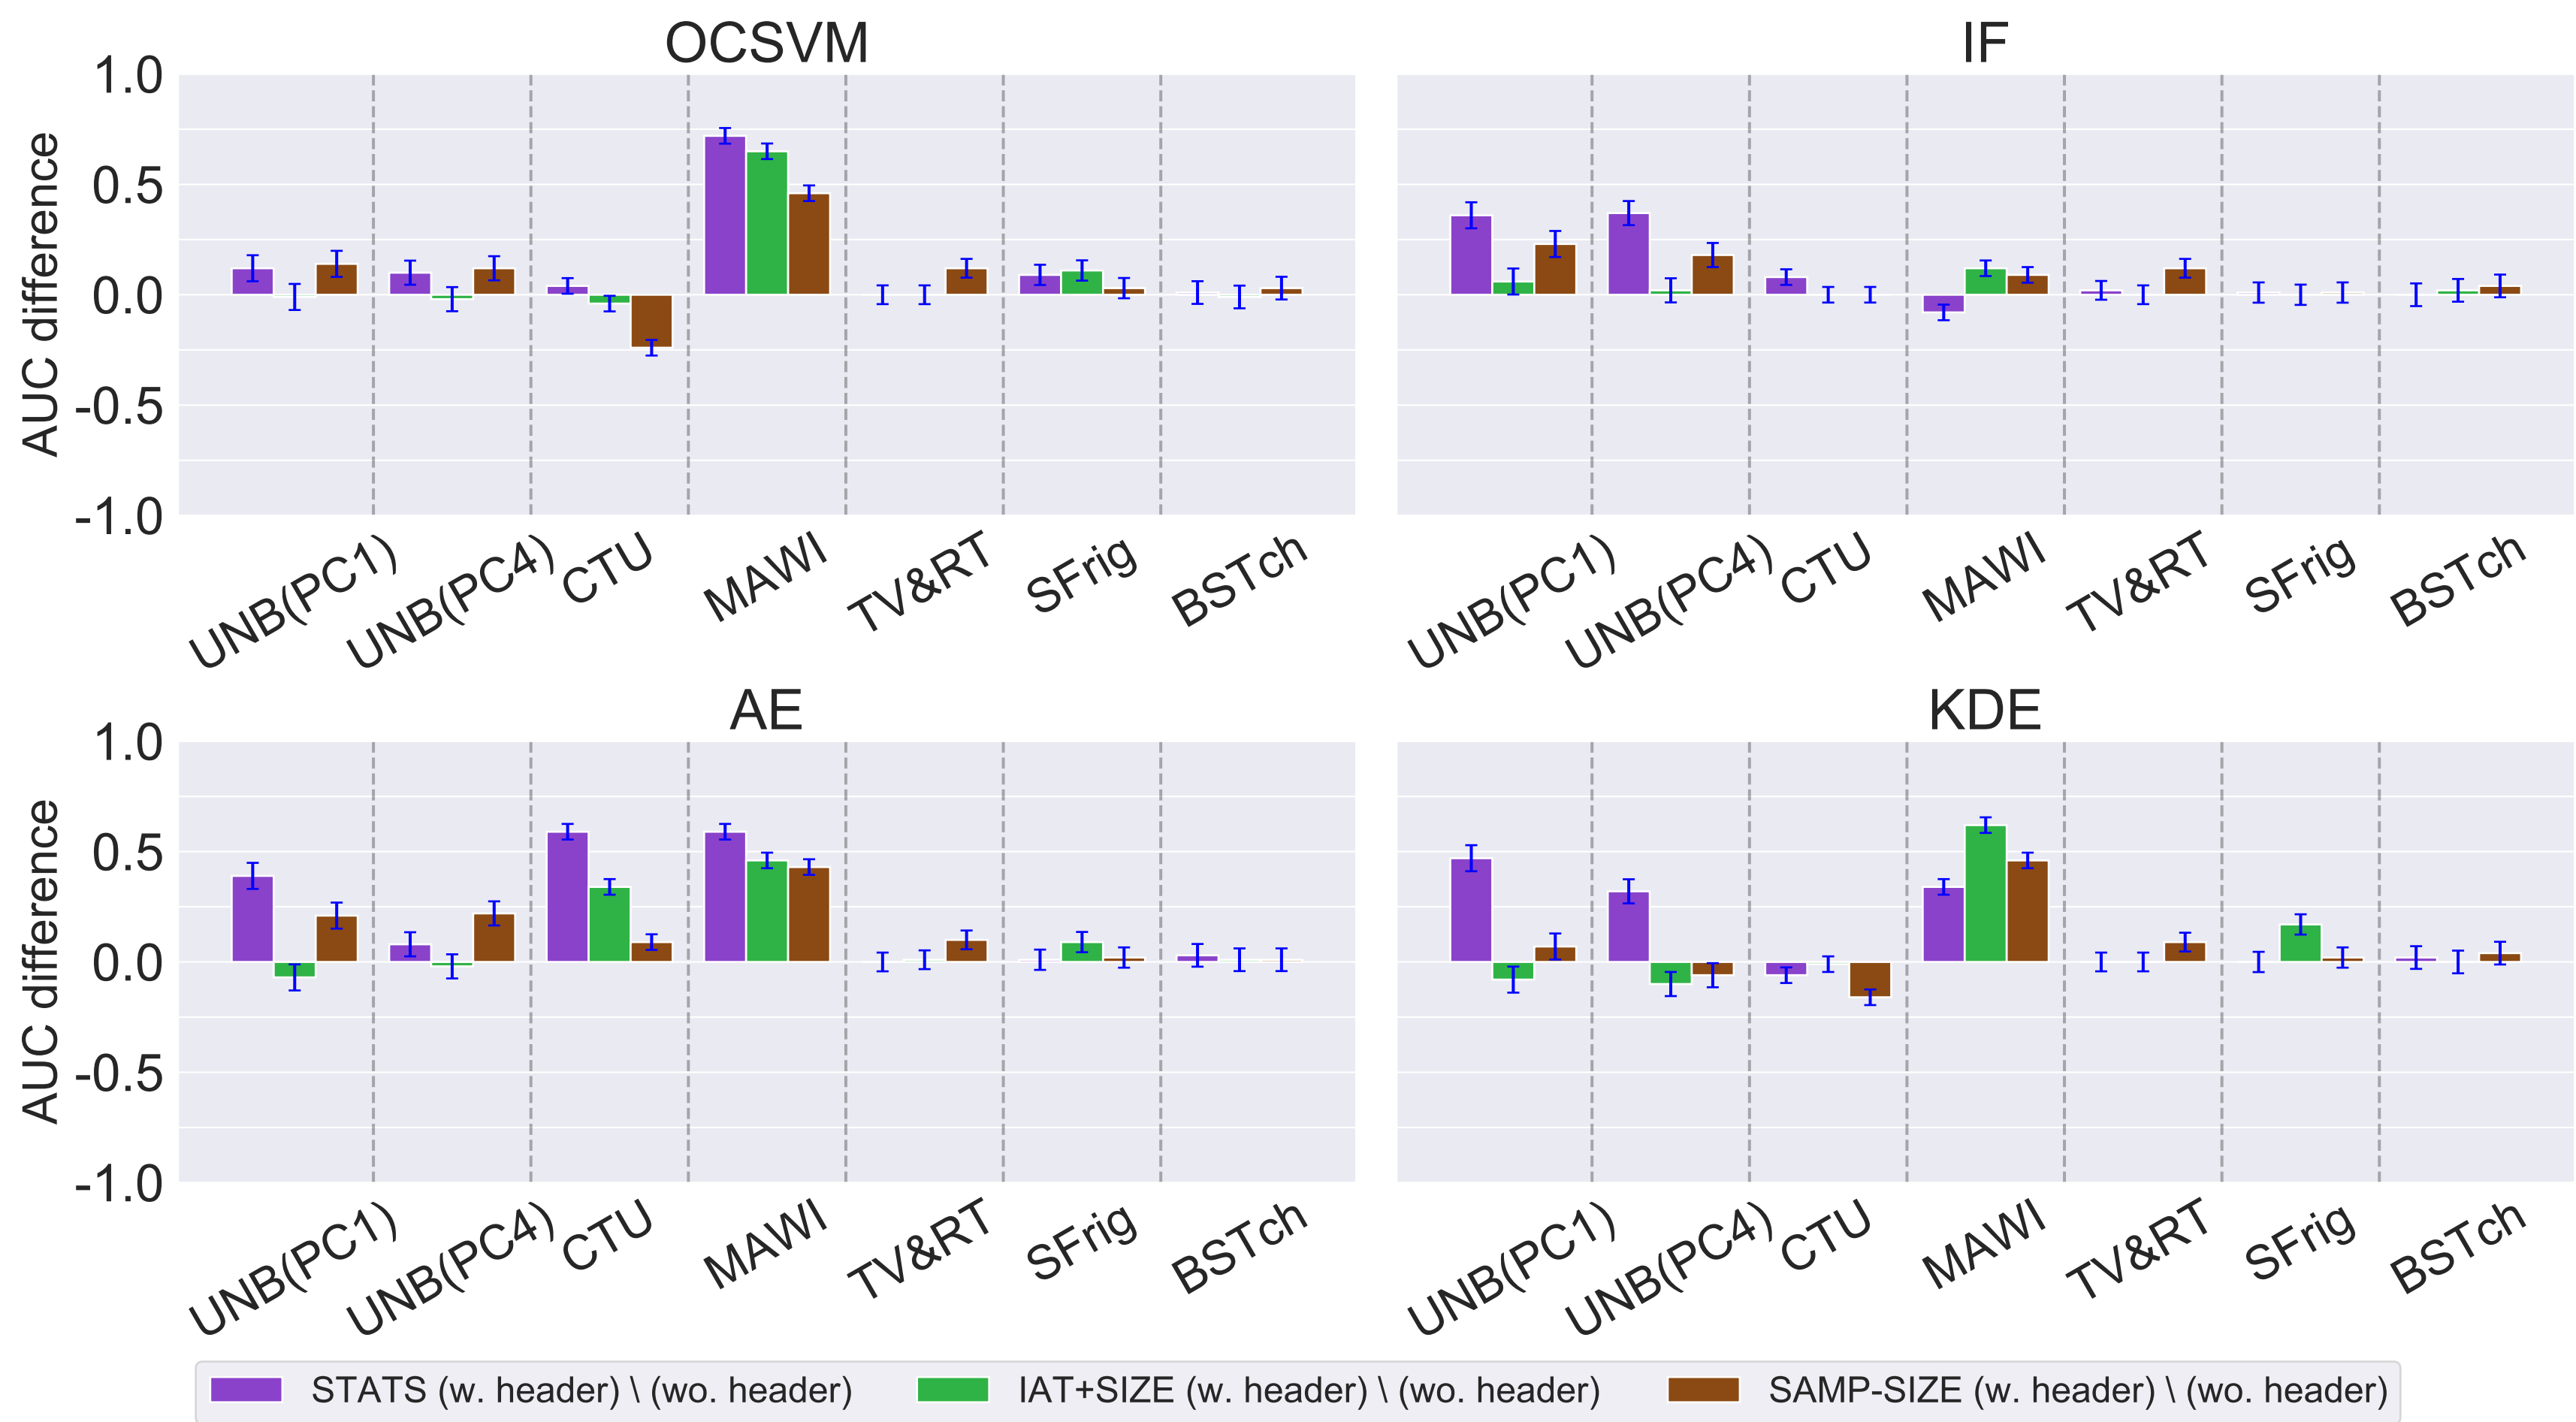 OCSVM
IF
1.0
0.5
0.0
-0.5
-1.0
AUC difference
UNB(PC1)
UNB(PC4)
CTU
MAWI
TV&RT
SFrig
BSTch
UNB(PC1)
UNB(PC4)
CTU
MAWI
TV&RT
SFrig
BSTch
AE
KDE
1.0
0.5
0.0
-0.5
-1.0
AUC difference
UNB(PC1)
UNB(PC4)
CTU
MAWI
TV&RT
SFrig
BSTch
UNB(PC1)
UNB(PC4)
CTU
MAWI
TV&RT
SFrig
BSTch
STATS (w. header) \ (wo. header)
IAT+SIZE (w. header) \ (wo. header)
SAMP-SIZE (w. header) \ (wo. header)